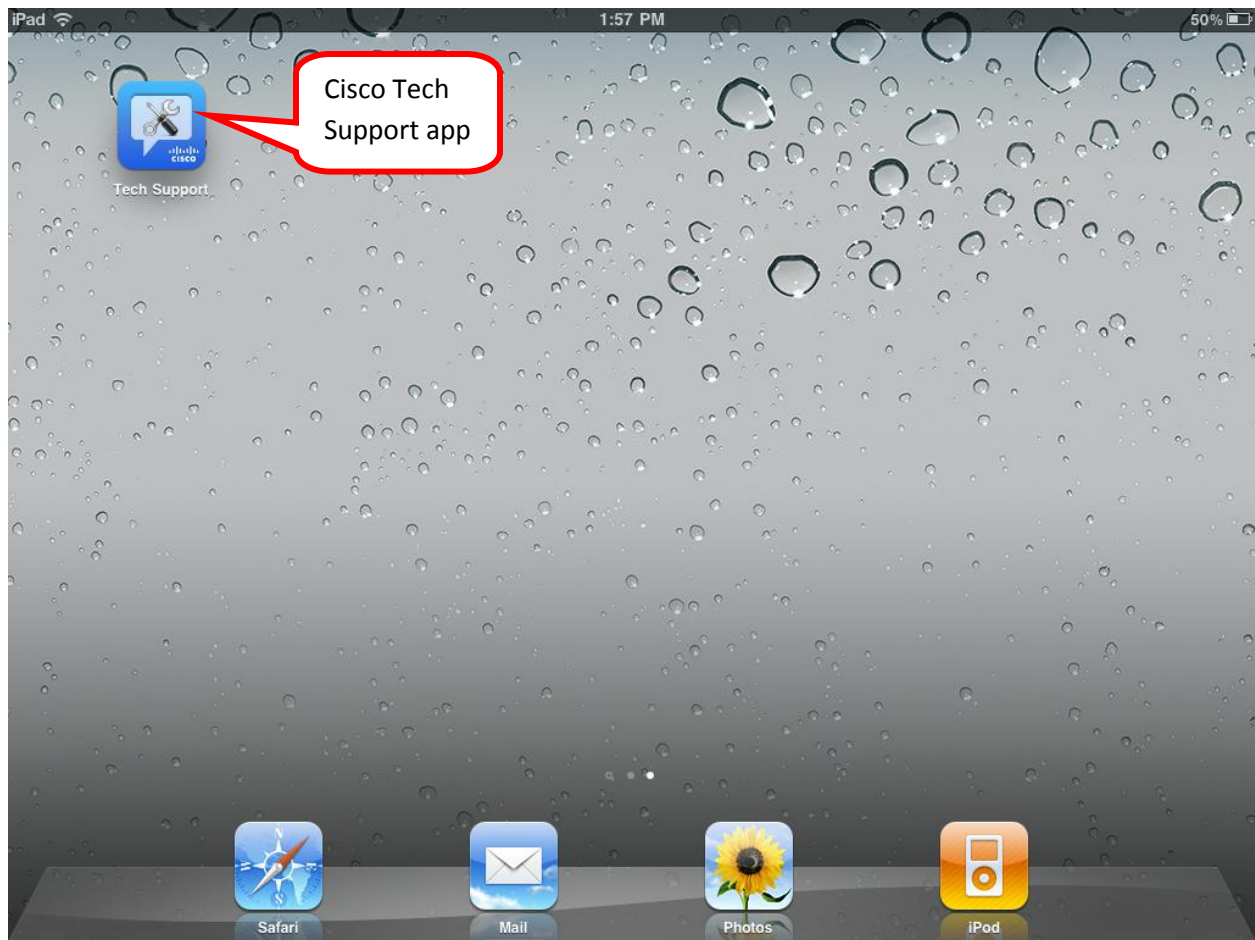 iPad
1:57 PM
50%
Cisco Tech
Support app
CISCO
Tech Support
N
S
Safari
Mail
Photos
iPod